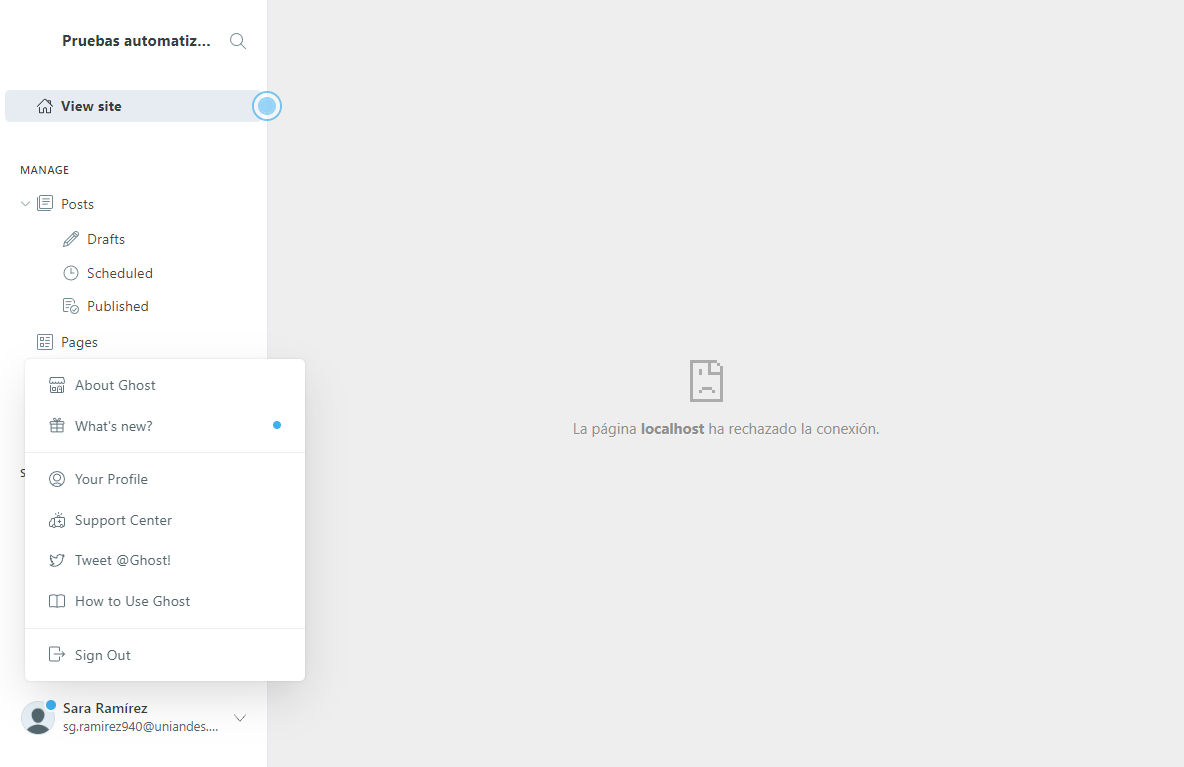 Pruebas automatiz...
View site
MANAGE
Posts
Drafts
Scheduled
Published
Pages
About Ghost
What's new?
S
Your Profile
Support Center
Tweet @Ghost!
How to Use Ghost
Sign Out
Sara Ramírez
sg.ramirez940@uniandes....
La página localhost ha rechazado la conexión.